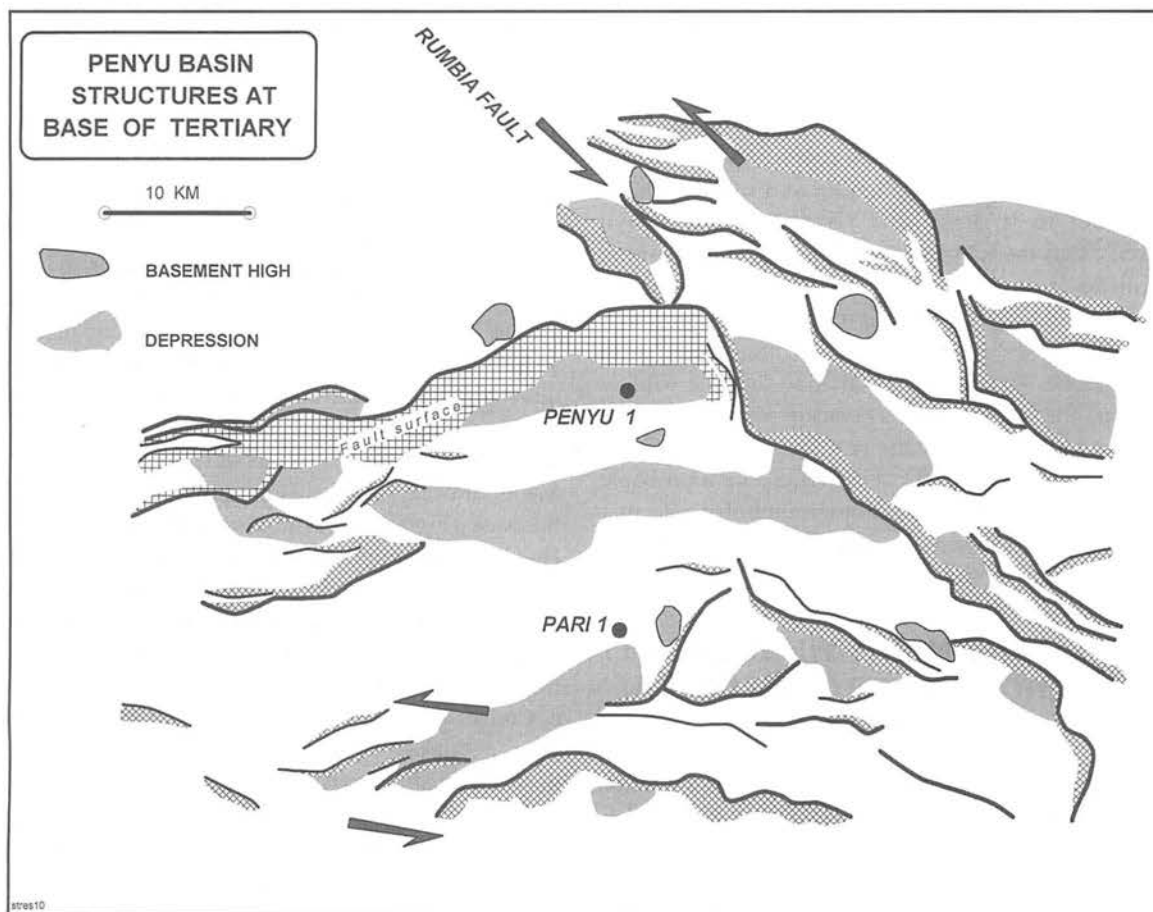 PENYU BASIN
STRUCTURES AT
BASE OF TERTIARY
10 KM
BASEMENT HIGH
DEPRESSION
RUMBIA FAULT
Fault surface
PENYU 1
PARI 1
stres10